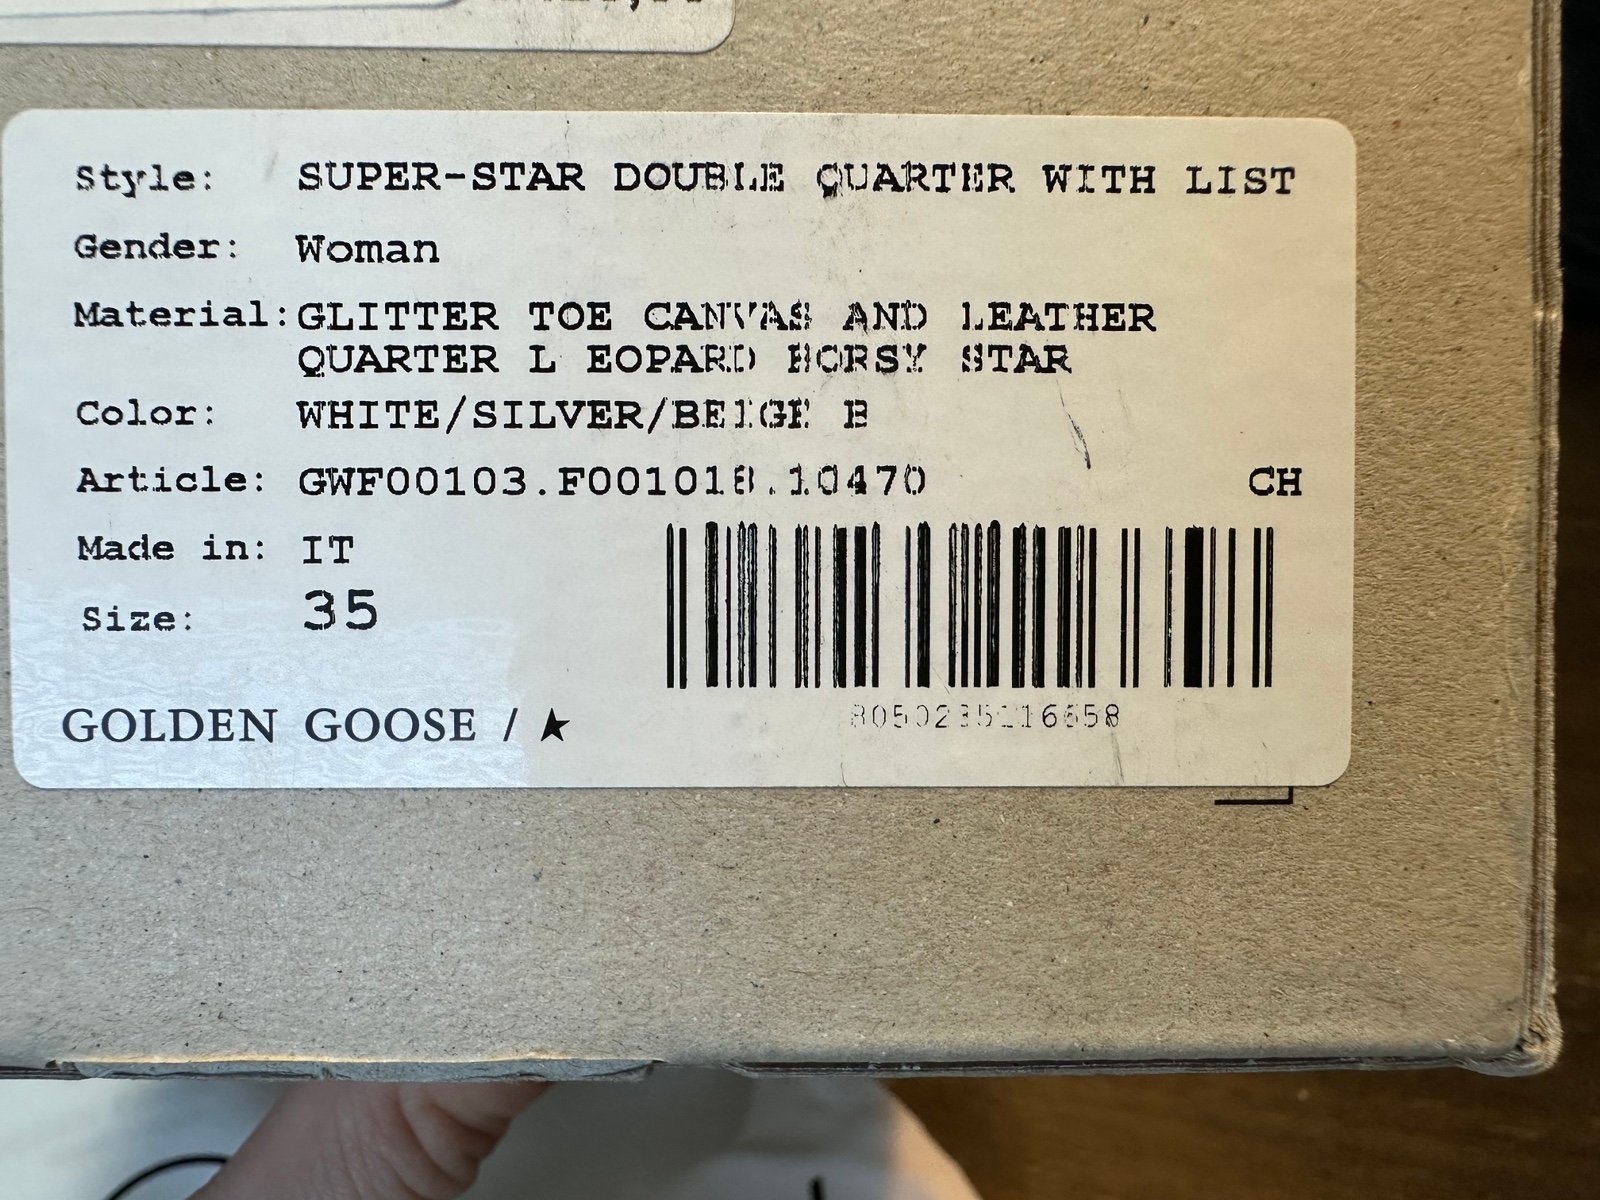 Style: SUPER-STAR DOUBLE QUARTER WITH LIST
Gender: Woman
Material: GLITTER TOE CANVAS AND LEATHER
QUARTER L EOPARD HORSY STAR
Color: WHITE/SILVER/BEIGE B
Article: GWF00103.F001018.10470 CH
Made in: IT
Size: 35
GOLDEN GOOSE / ★
8050235116658